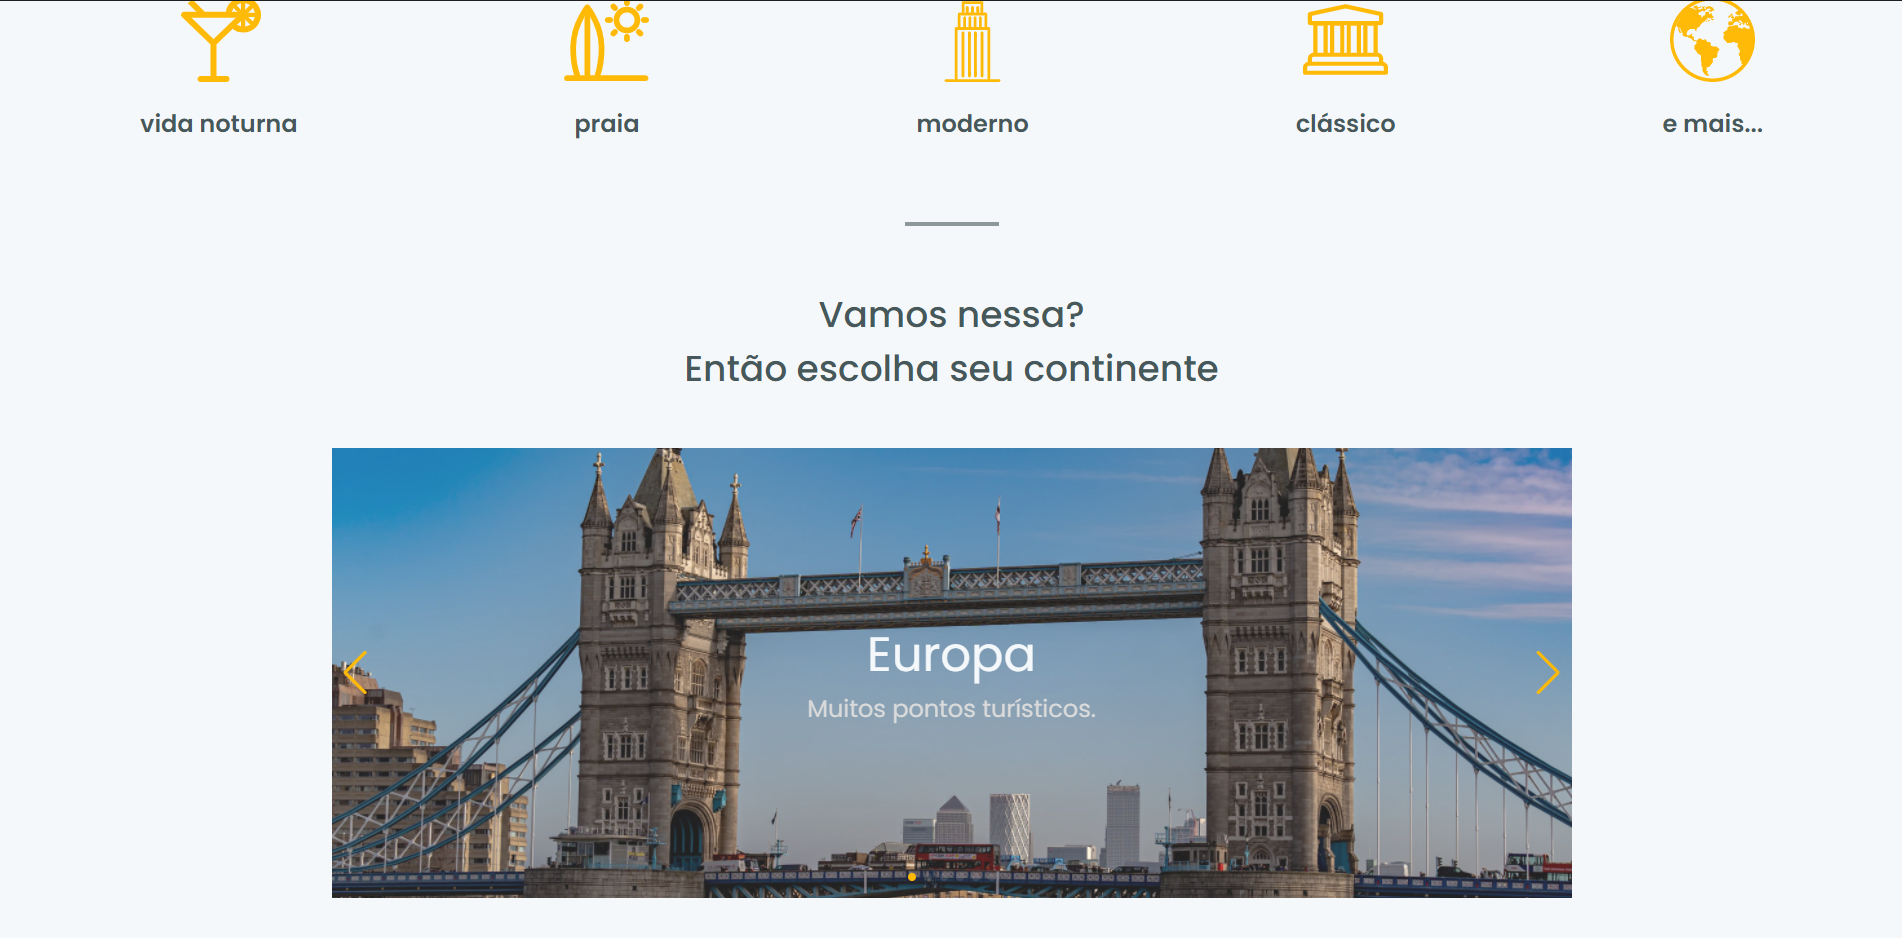 vida noturna
praia
moderno
clássico
e mais...
Vamos nessa?
Então escolha seu continente
Europa
Muitos pontos turísticos.